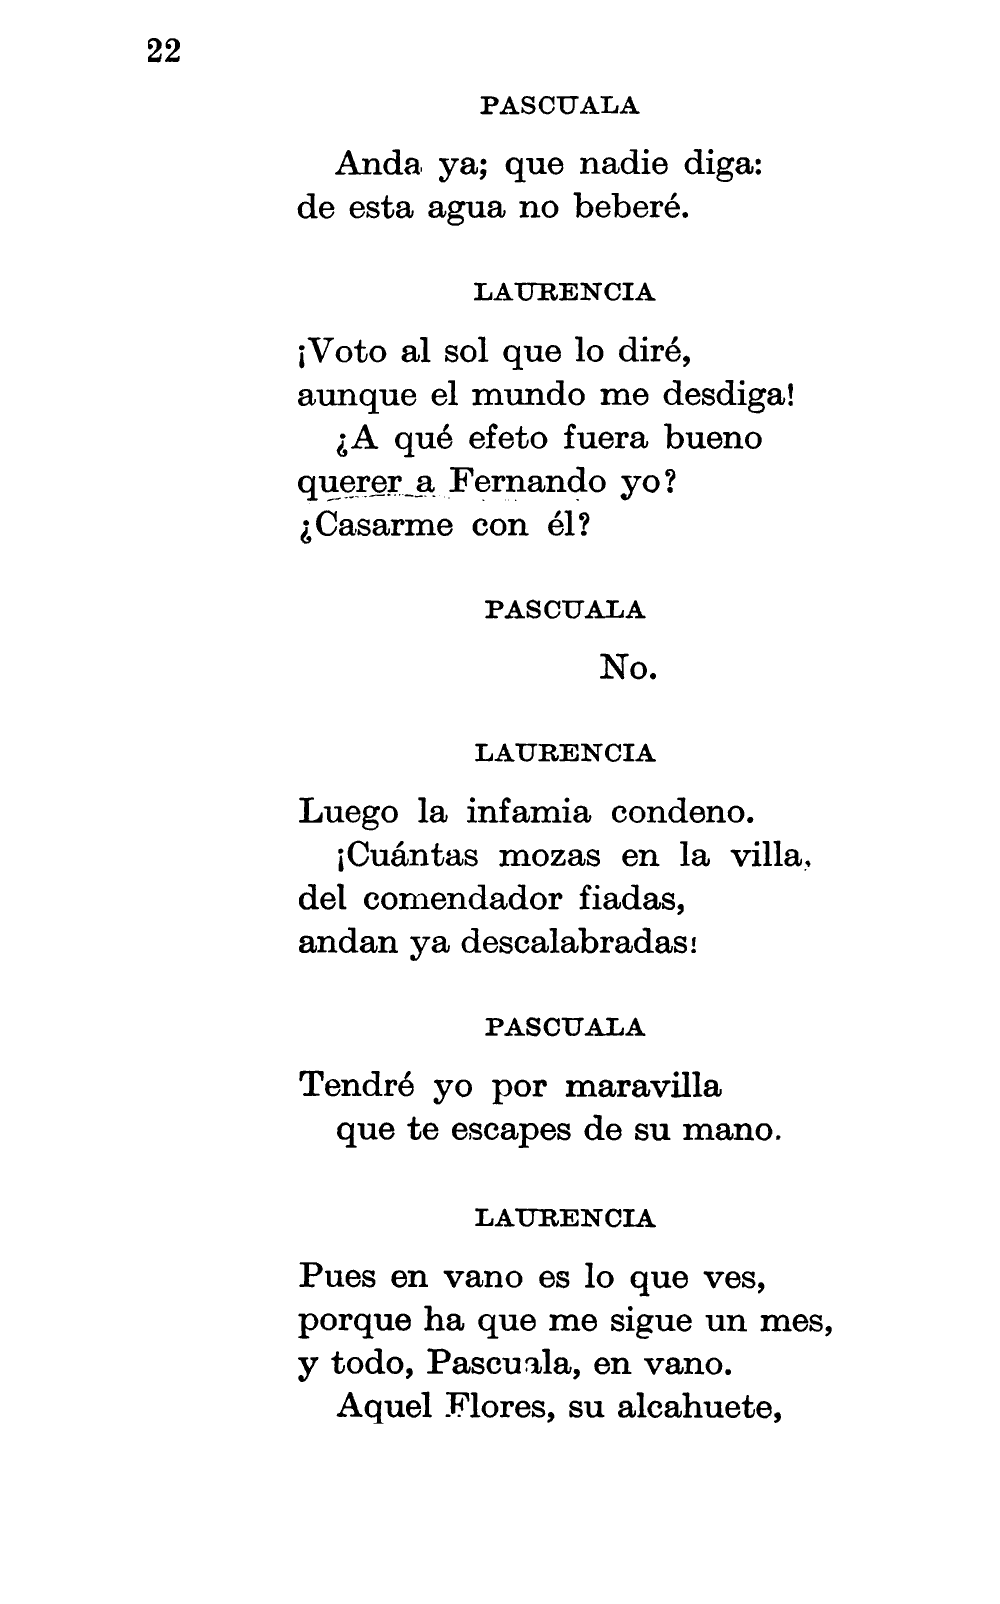 22
PASCUALA
Anda ya; que nadie diga:
de esta agua no beberé.
LAURENCIA
¡Voto al sol que lo diré,
aunque el mundo me desdiga!
¿A qué efeto fuera bueno
querer a Fernando yo?
¿Casarme con él?
PASCUALA
No.
LAURENCIA
Luego la infamia condeno.
¡Cuántas mozas en la villa,
del comendador fiadas,
andan ya descalabradas!
PASCUALA
Tendré yo por maravilla
que te escapes de su mano.
LAURENCIA
Pues en vano es lo que ves,
porque ha que me sigue un mes,
y todo, Pascuala, en vano.
Aquel Flores, su alcahuete,